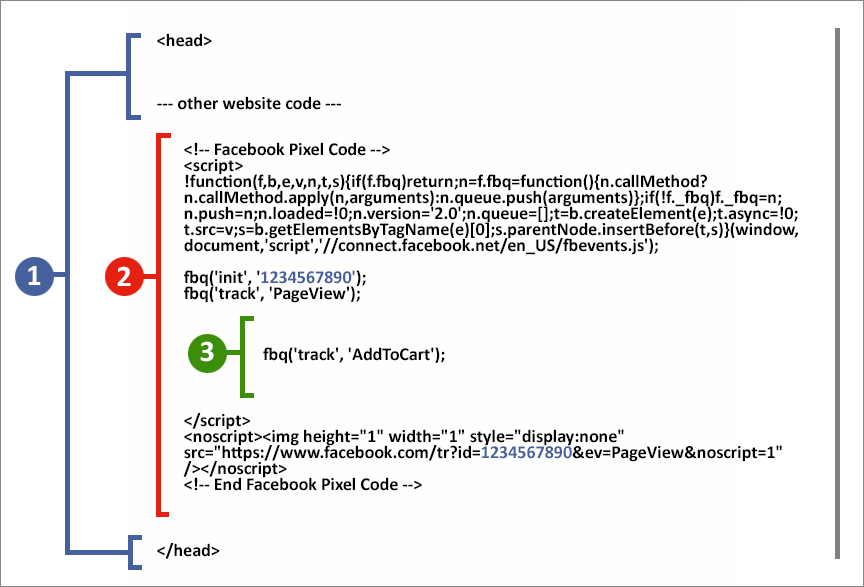 <head>
--- other website code ---
<!-- Facebook Pixel Code -->
<script>
!function(f,b,e,v,n,t,s){if(f.fbq)return;n=f.fbq=function(){n.callMethod?
n.callMethod.apply(n,arguments):n.queue.push(arguments)};if(!f._fbq)f._fbq=n;
n.push=n;n.loaded=!0;n.version='2.0';n.queue=[];t=b.createElement(e);t.async=!0;
t.src=v;s=b.getElementsByTagName(e)[0];s.parentNode.insertBefore(t,s)}(window,
document,'script','//connect.facebook.net/en_US/fbevents.js');
1
2
fbq('init', '1234567890');
fbq('track', 'PageView');
3
fbq('track', 'AddToCart');
</script>
<noscript><img height="1" width="1" style="display:none"
src="https://www.facebook.com/tr?id=1234567890&ev=PageView&noscript=1"
/></noscript>
<!-- End Facebook Pixel Code -->
</head>